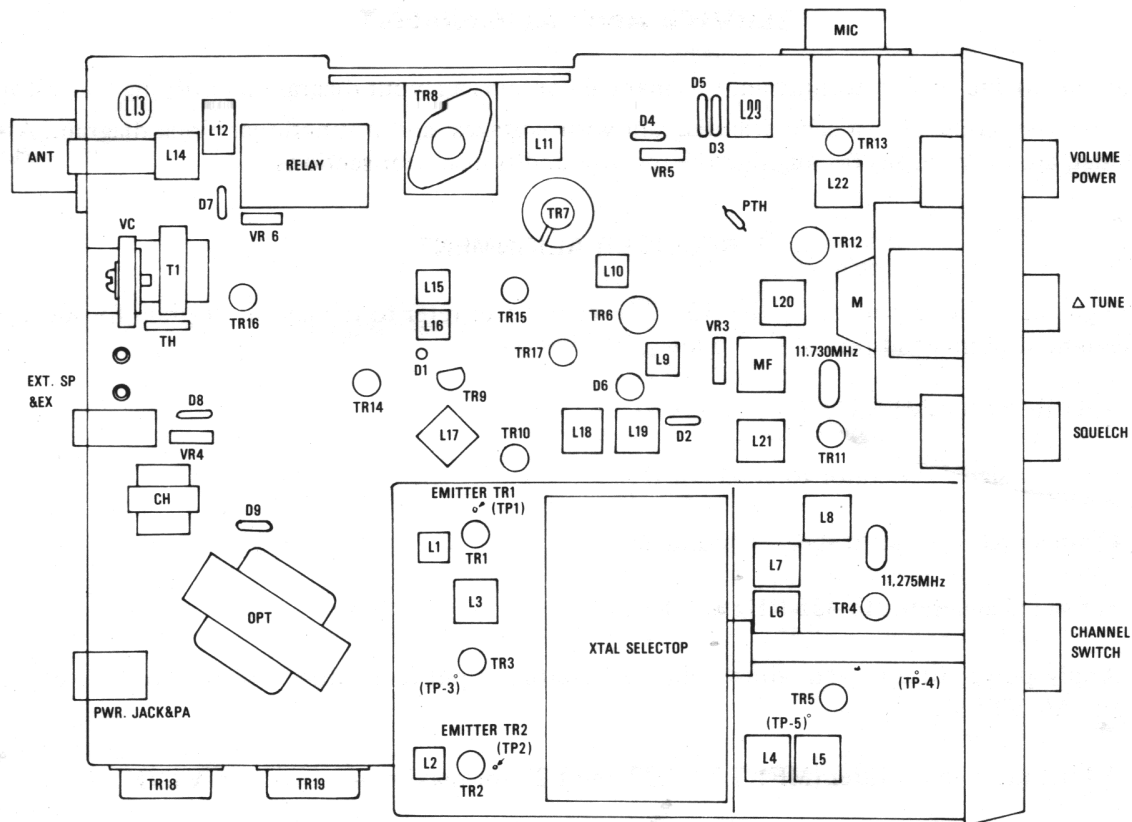 MIC
L13
TR8
D5
L23
L12
D4
D3
ANT
L14
RELAY
L11
TR13
VOLUME
POWER
VR5
L22
D7
PTH
VR 6
TR7
VC
TR12
T1
L10
L15
L20
M
△ TUNE
TR16
TR15
TR6
TH
L16
VR3
11.730MHz
TR17
L9
MF
D1
EXT. SP
&EX
TR14
TR9
D6
D8
L17
L18
L19
D2
L21
SQUELCH
VR4
TR10
TR11
CH
EMITTER TR1
(TP1)
D9
L8
L1
TR1
L7
11,275MHz
L3
L6
TR4
OPT
XTAL SELECTOP
CHANNEL
SWITCH
TR3
(TP-3)
(TP-4)
TR5
PWR. JACK&PA
EMITTER TR2
(TP2)
(TP-5)
L2
L4
L5
TR18
TR19
TR2